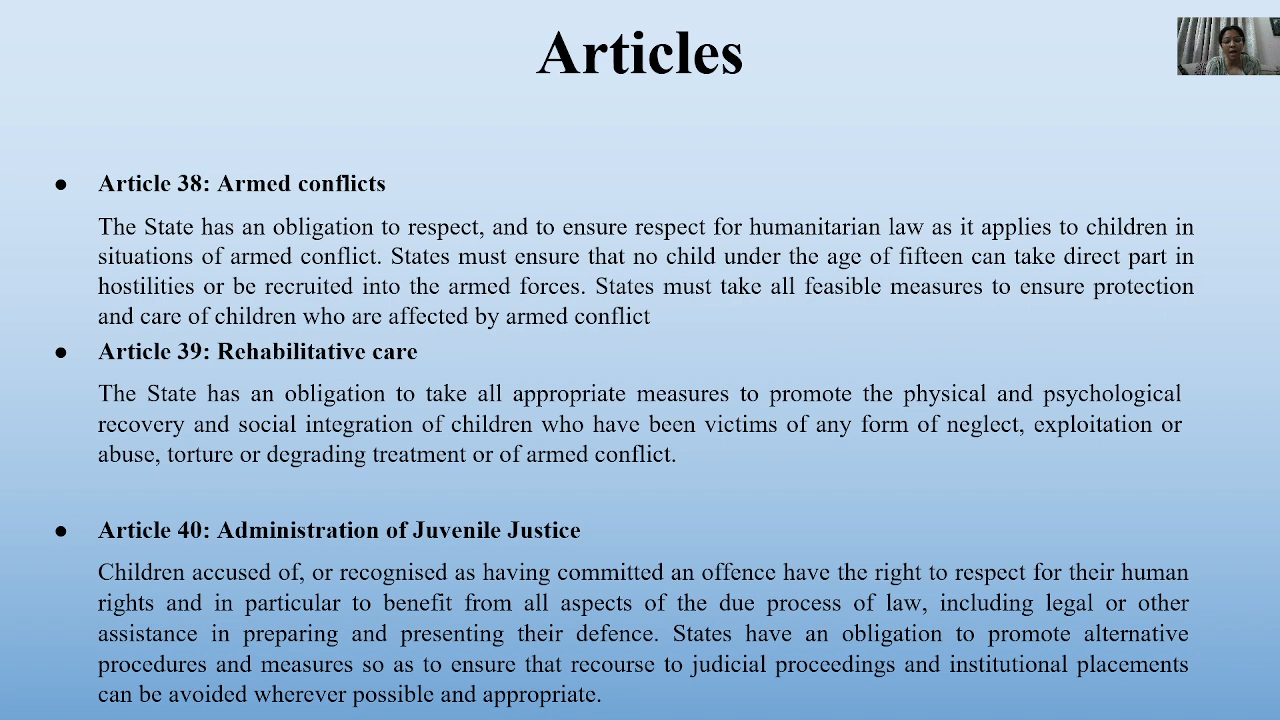 Articles
● Article 38: Armed conflicts
The State has an obligation to respect, and to ensure respect for humanitarian law as it applies to children in
situations of armed conflict. States must ensure that no child under the age of fifteen can take direct part in
hostilities or be recruited into the armed forces. States must take all feasible measures to ensure protection
and care of children who are affected by armed conflict
● Article 39: Rehabilitative care
The State has an obligation to take all appropriate measures to promote the physical and psychological
recovery and social integration of children who have been victims of any form of neglect, exploitation or
abuse, torture or degrading treatment or of armed conflict.
● Article 40: Administration of Juvenile Justice
Children accused of, or recognised as having committed an offence have the right to respect for their human
rights and in particular to benefit from all aspects of the due process of law, including legal or other
assistance in preparing and presenting their defence. States have an obligation to promote alternative
procedures and measures so as to ensure that recourse to judicial proceedings and institutional placements
can be avoided wherever possible and appropriate.